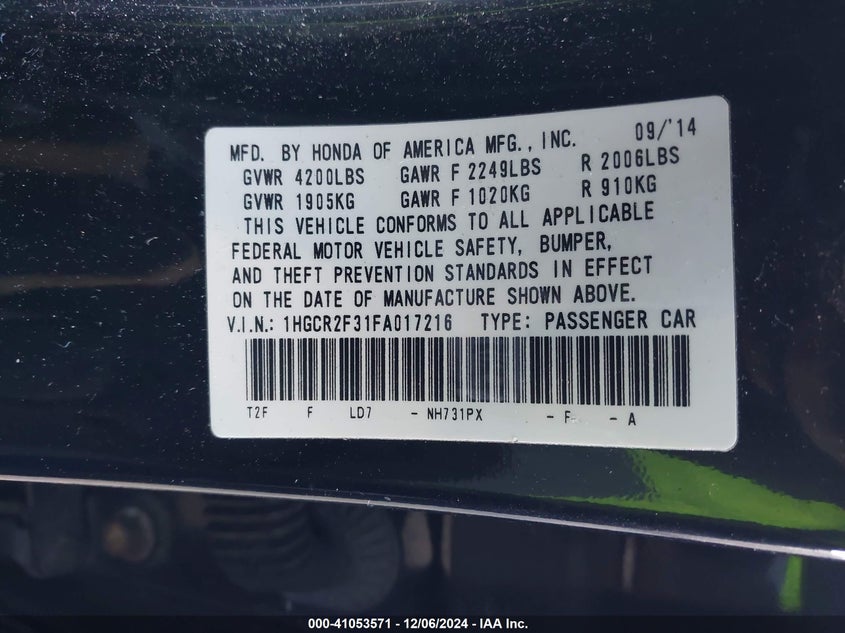 MFD. BY HONDA OF AMERICA MFG., INC. 09/'14
GVWR 4200LBS GAWR F 2249LBS R 2006LBS
GVWR 1905KG GAWR F 1020KG R 910KG
THIS VEHICLE CONFORMS TO ALL APPLICABLE
FEDERAL MOTOR VEHICLE SAFETY, BUMPER,
AND THEFT PREVENTION STANDARDS IN EFFECT
ON THE DATE OF MANUFACTURE SHOWN ABOVE.
V.I.N.: 1HGCR2F31FA017216 TYPE: PASSENGER CAR
T2F F LD7 - NH731PX - F - A
000-41053571 - 12/06/2024 - IAA Inc.